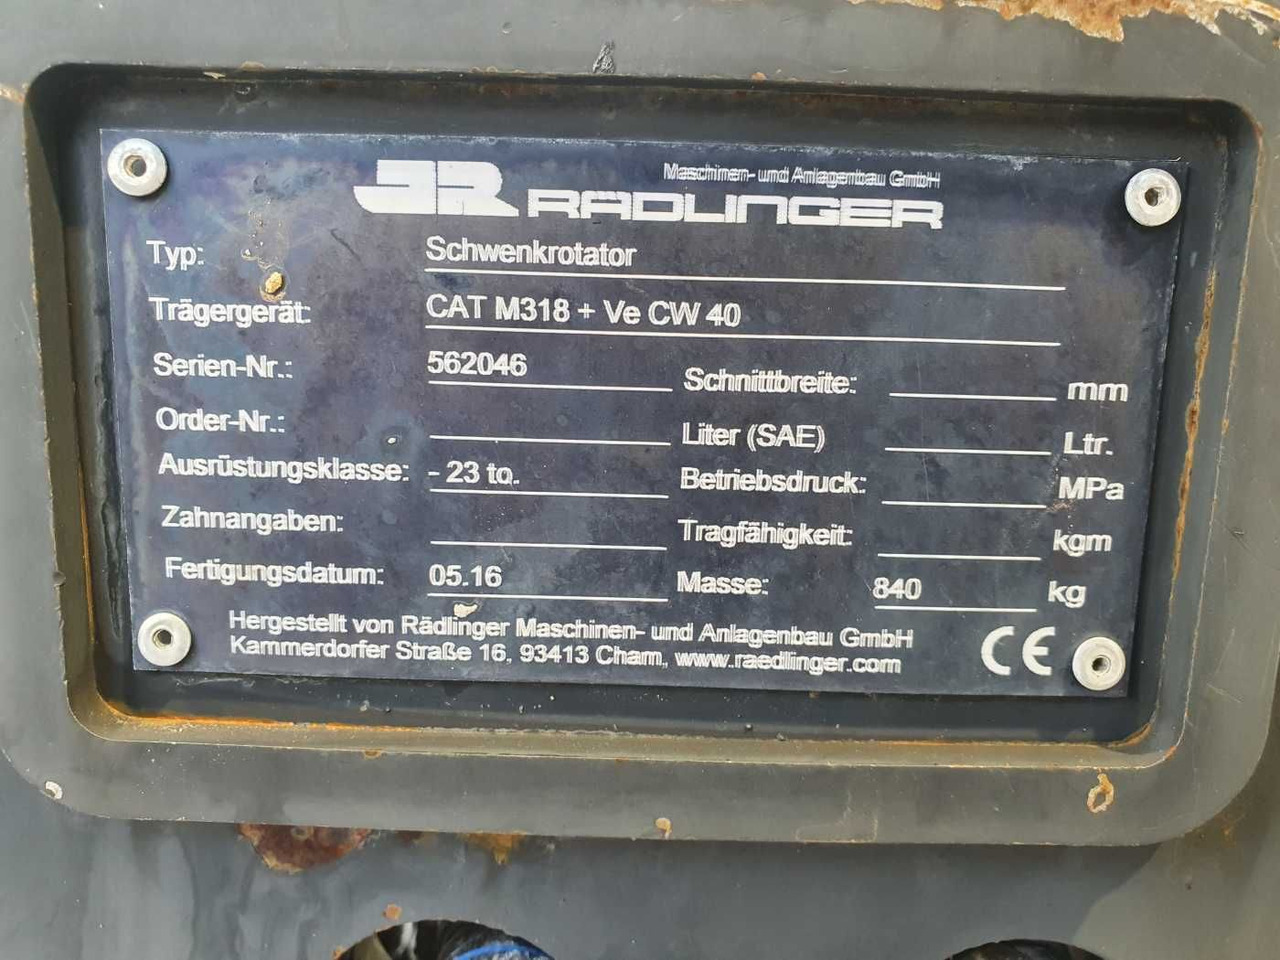 JR Maschinen- und Anlagenbau GmbH
RÄDLINGER
Typ: Schwenkrotator
Trägergerät: CAT M318 + Ve CW 40
Serien-Nr.: 562046 Schnittbreite: mm
Order-Nr.: Liter (SAE) Ltr.
Ausrüstungsklasse: - 23 to. Betriebsdruck: MPa
Zahnangaben: Tragfähigkeit: kgm
Fertigungsdatum: 05.16 Masse: 840 kg
Hergestellt von Rädlinger Maschinen- und Anlagenbau GmbH
Kammerdorfer Straße 16, 93413 Cham, www.raedlinger.com
CE